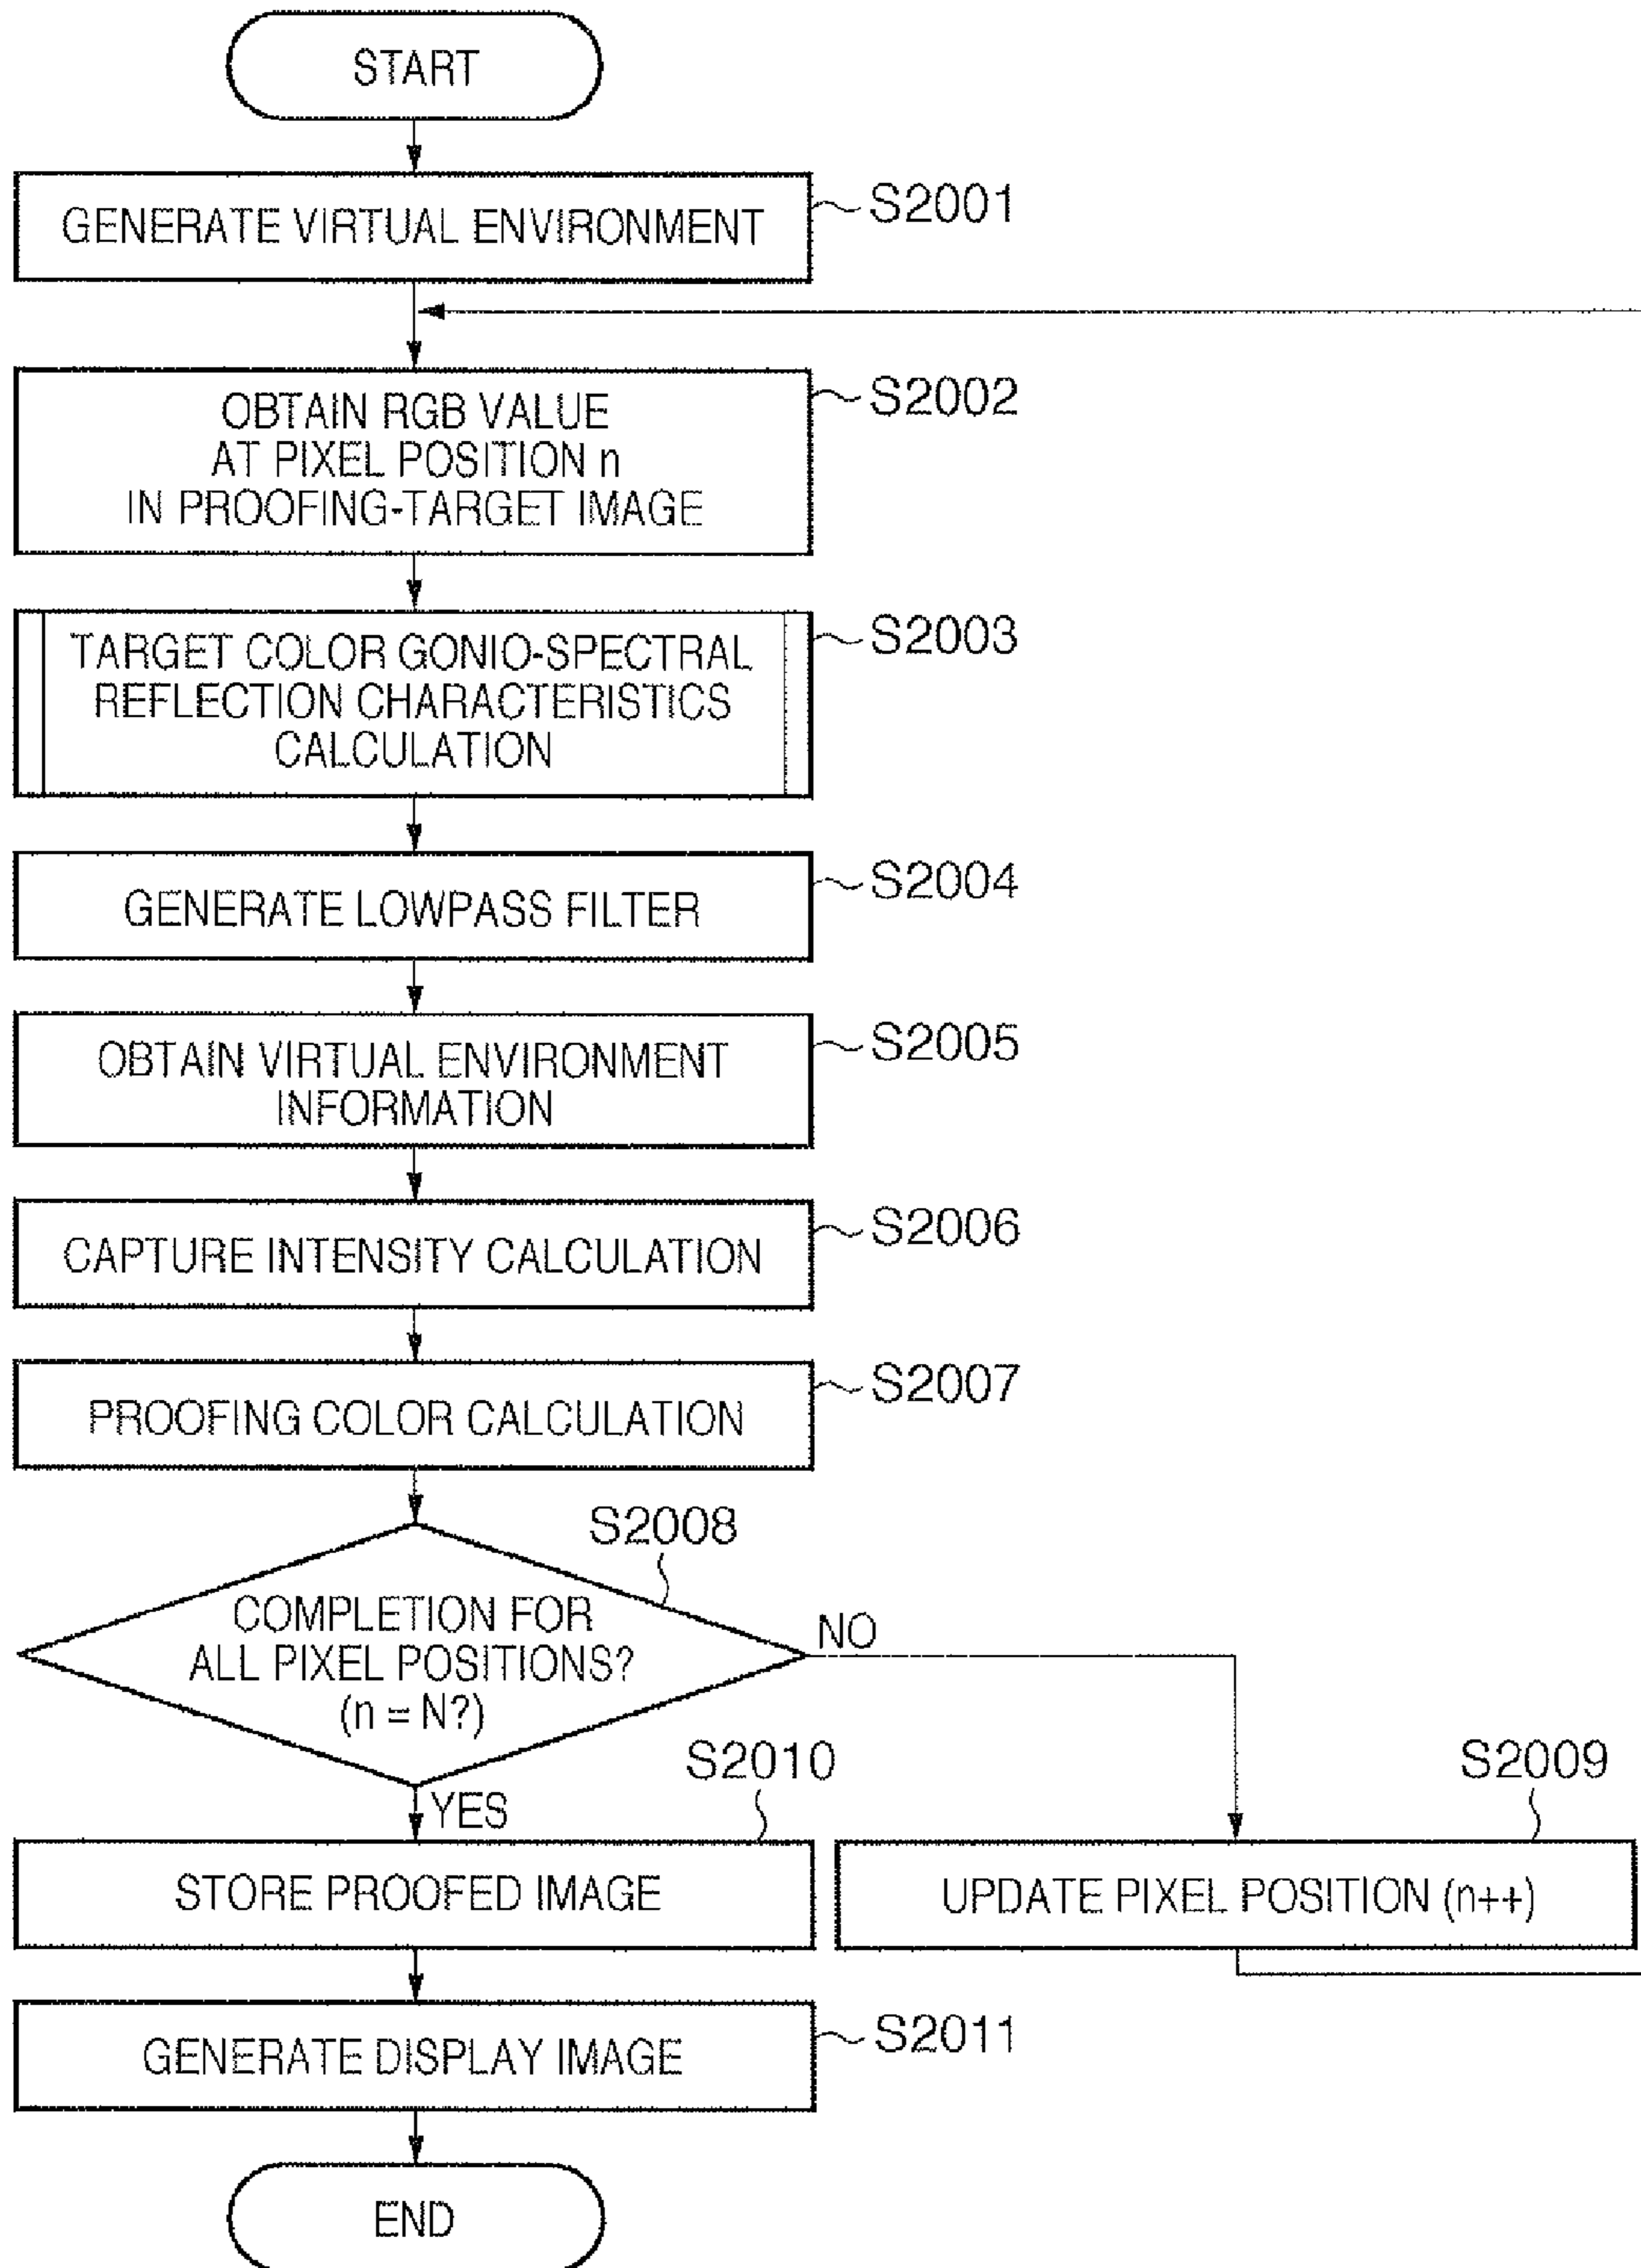 START
GENERATE VIRTUAL ENVIRONMENT
S2001
OBTAIN RGB VALUE
AT PIXEL POSITION n
IN PROOFING-TARGET IMAGE
S2002
TARGET COLOR GONIO-SPECTRAL
REFLECTION CHARACTERISTICS
CALCULATION
S2003
GENERATE LOWPASS FILTER
S2004
OBTAIN VIRTUAL ENVIRONMENT
INFORMATION
S2005
CAPTURE INTENSITY CALCULATION
S2006
PROOFING COLOR CALCULATION
S2007
S2008
COMPLETION FOR
ALL PIXEL POSITIONS?
(n = N?)
NO
YES
S2010
STORE PROOFED IMAGE
S2009
UPDATE PIXEL POSITION (n++)
GENERATE DISPLAY IMAGE
S2011
END